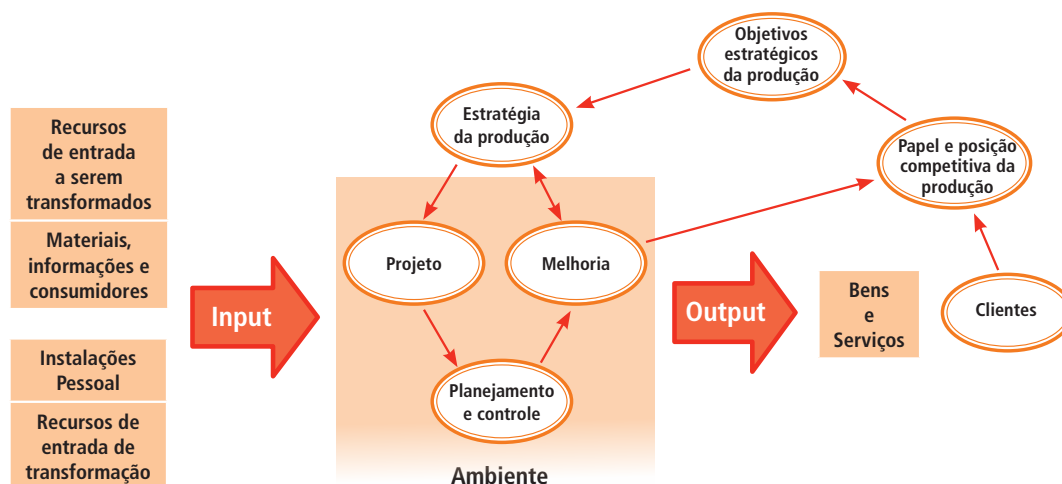 Recursos
de entrada
a serem
transformados
Materiais,
informações e
consumidores
Instalações
Pessoal
Recursos de
entrada de
transformação
Input
Estratégia
da produção
Projeto
Melhoria
Planejamento
e controle
Ambiente
Objetivos
estratégicos
da produção
Papel e posição
competitiva da
produção
Output
Bens
e
Serviços
Clientes